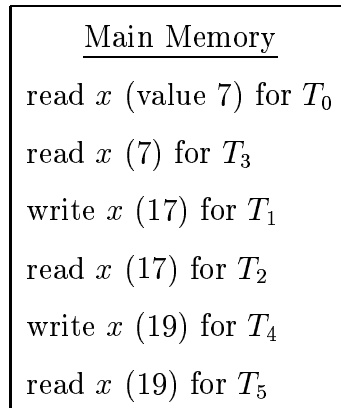 Main Memory
read x (value 7) for T₀
read x (7) for T₃
write x (17) for T₁
read x (17) for T₂
write x (19) for T₄
read x (19) for T₅